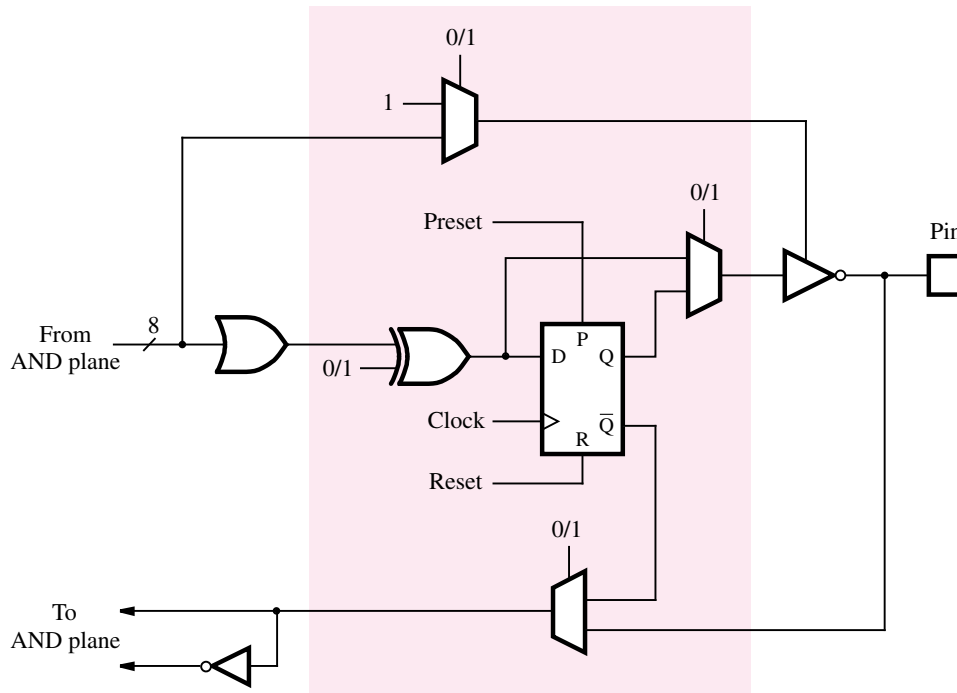 0/1
1
0/1
Preset
Pin
8
From
AND plane
P
D
Q
0/1
Clock
Q̅
R
Reset
0/1
To
AND plane